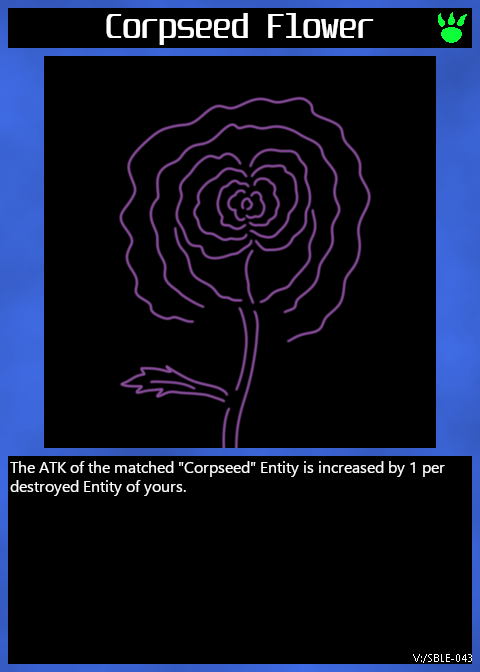 Corpseed Flower
The ATK of the matched "Corpseed" Entity is increased by 1 per
destroyed Entity of yours.
V:/SBLE-043